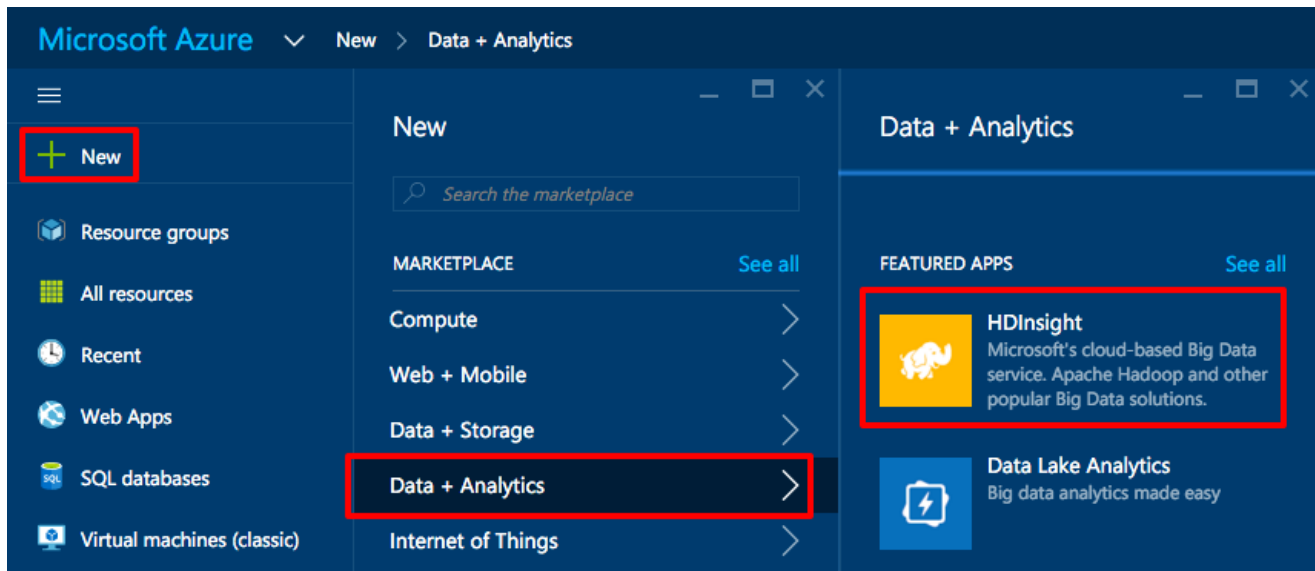 Microsoft Azure New > Data + Analytics
New
Resource groups
All resources
Recent
Web Apps
SQL
SQL databases
Virtual machines (classic)
New
Search the marketplace
MARKETPLACE See all
Compute
Web + Mobile
Data + Storage
Data + Analytics
Internet of Things
Data + Analytics
FEATURED APPS See all
HDInsight
Microsoft's cloud-based Big Data
service. Apache Hadoop and other
popular Big Data solutions.
Data Lake Analytics
Big data analytics made easy